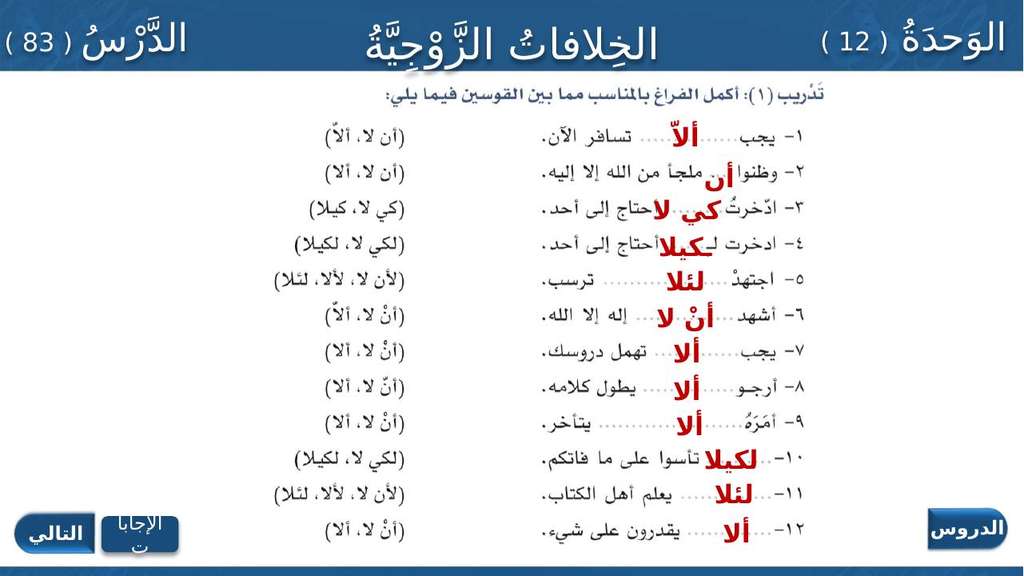 الوَحدَةُ ( 12 )
الخِلافاتُ الزَّوْجِيَّةُ
الدَّرْسُ ( 83 )
تَدْريب (١): أكمل الفراغ بالمناسب مما بين القوسين فيما يلي:
١- يجب ...... ألاّ ..... تسافر الآن. (أن لا، ألاّ)
٢- وظنوا أن ملجأ من الله إلا إليه. (أن لا، ألا)
٣- ادّخرتُ كي لا أحتاج إلى أحد. (كي لا، كيلا)
٤- ادخرت لـ ـكيلا أحتاج إلى أحد. (لكي لا، لكيلا)
٥- اجتهدْ .... لئلا ......... ترسب. (لأن لا، لألا، لئلا)
٦- أشهد ... أنْ لا .... إله إلا الله. (أنْ لا، ألاّ)
٧- يجب ...... ألا ... تهمل دروسك. (أنْ لا، ألا)
٨- أرجـو ..... ألا ..... يطول كلامه. (أنّ لا، ألا)
٩- أمَرَهُ ...... ألا ............ يتأخر. (أنْ لا، ألا)
١٠- ... لكيلا تأسوا على ما فاتكم. (لكي لا، لكيلا)
١١- ... لئلا ..... يعلم أهل الكتاب. (لأن لا، لألا، لئلا)
١٢- .... ألا ...... يقدرون على شيء. (أنْ لا، ألا)
الدروس
الإجابا
ت
التالي